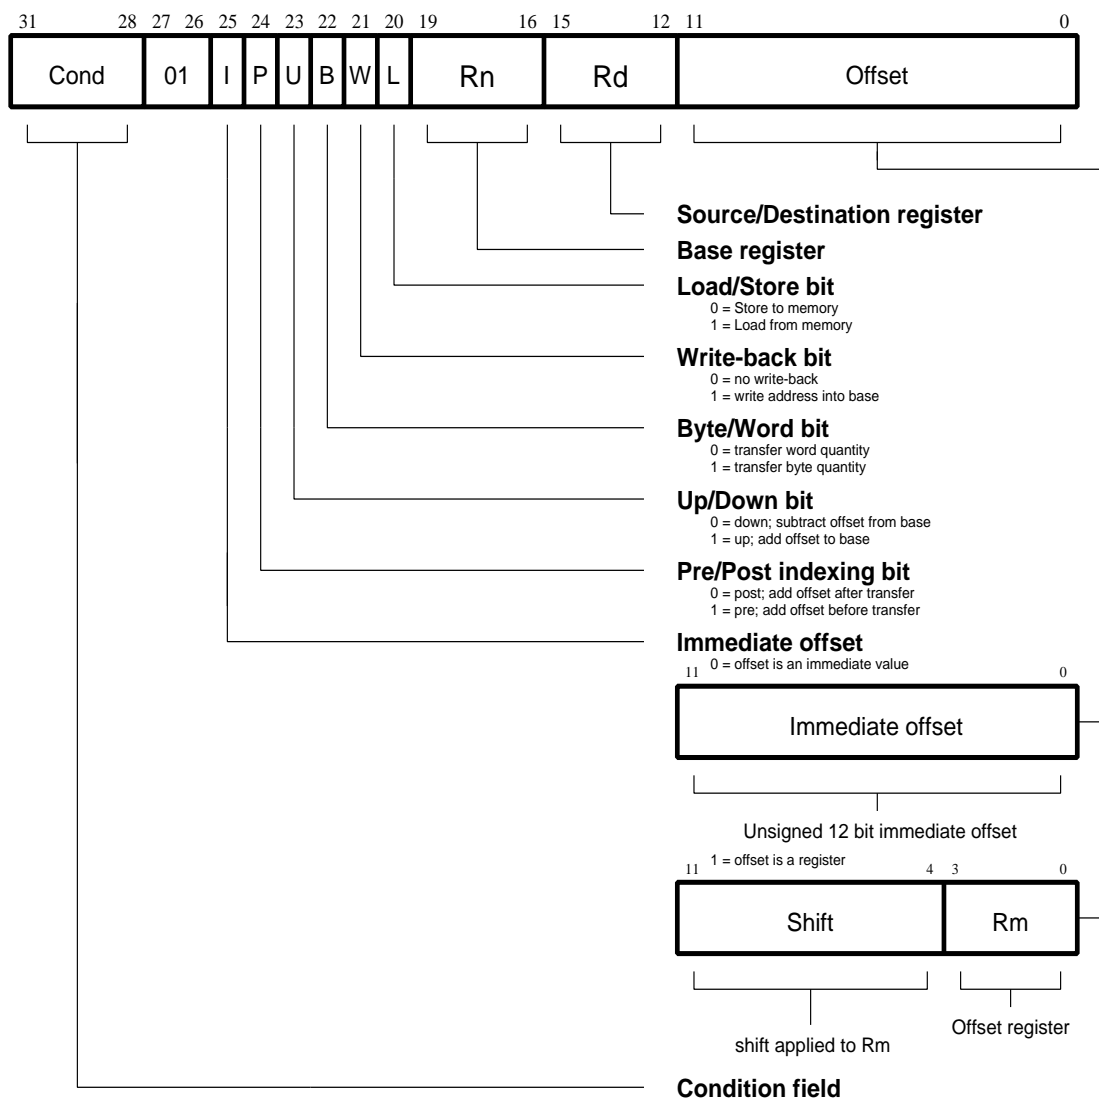 31 28 27 26 25 24 23 22 21 20 19 16 15 12 11 0
Cond 01 I P U B W L Rn Rd Offset
Source/Destination register
Base register
Load/Store bit
0 = Store to memory
1 = Load from memory
Write-back bit
0 = no write-back
1 = write address into base
Byte/Word bit
0 = transfer word quantity
1 = transfer byte quantity
Up/Down bit
0 = down; subtract offset from base
1 = up; add offset to base
Pre/Post indexing bit
0 = post; add offset after transfer
1 = pre; add offset before transfer
Immediate offset
0 = offset is an immediate value
11 0
Immediate offset
Unsigned 12 bit immediate offset
1 = offset is a register
11 4 3 0
Shift Rm
Offset register
shift applied to Rm
Condition field